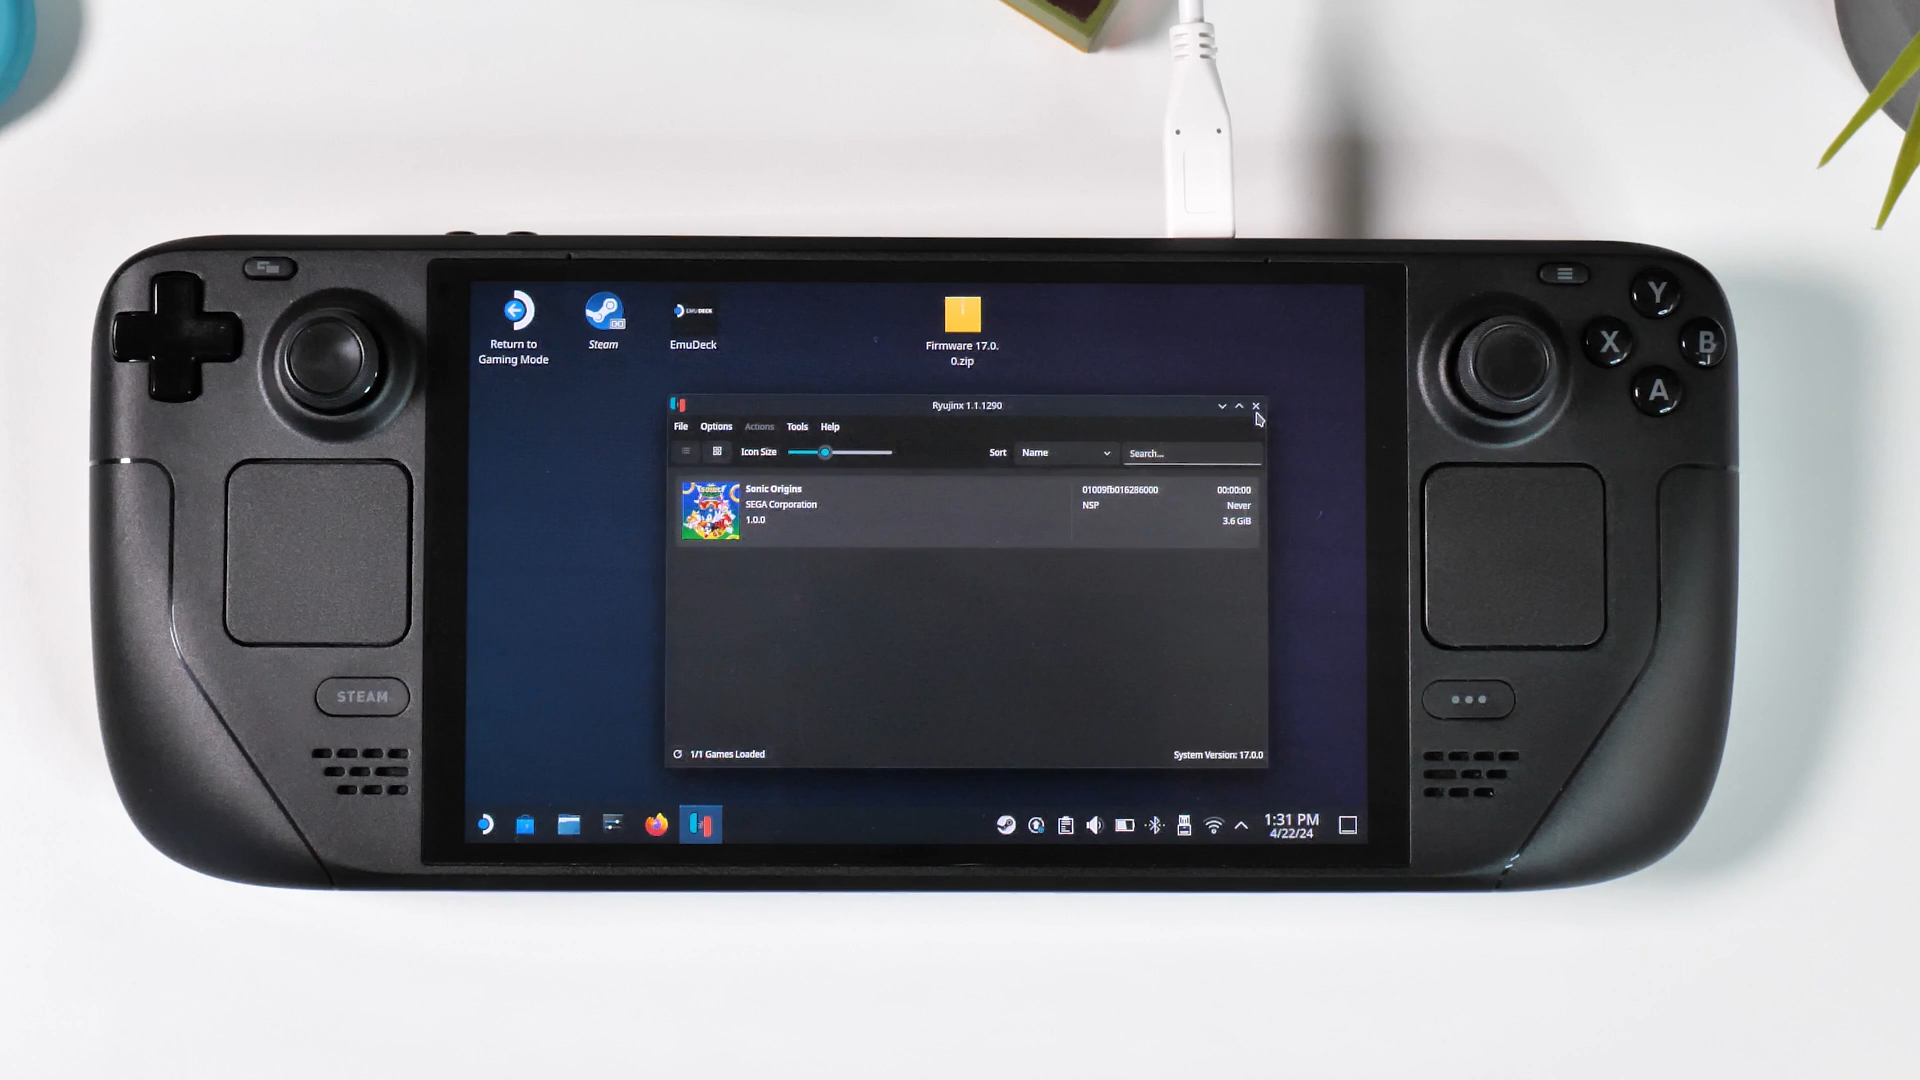 Return to
Gaming Mode
Steam
EMUDECK
EmuDeck
Firmware 17.0.
0.zip
Ryujinx 1.1.1290
File Options Actions Tools Help
Icon Size
Sort Name Search...
Sonic Origins
SEGA Corporation
1.0.0
01009fb016286000 00:00:00
NSP Never
3.6 GiB
1/1 Games Loaded
System Version: 17.0.0
1:31 PM
4/22/24
STEAM
Y
X
B
A